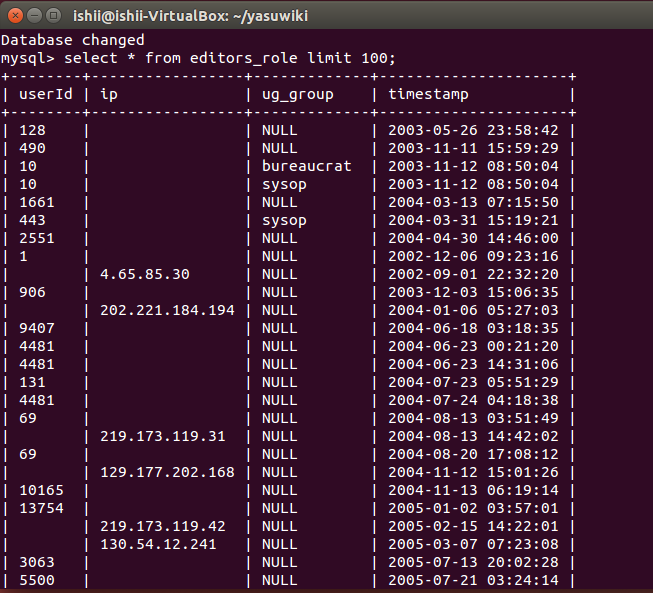 ishii@ishii-VirtualBox: ~/yasuwiki
Database changed
mysql> select * from editors_role limit 100;
+--------+-----------------+------------+---------------------+
| userId | ip              | ug_group   | timestamp           |
+--------+-----------------+------------+---------------------+
| 128    |                 | NULL       | 2003-05-26 23:58:42 |
| 490    |                 | NULL       | 2003-11-11 15:59:29 |
| 10     |                 | bureaucrat | 2003-11-12 08:50:04 |
| 10     |                 | sysop      | 2003-11-12 08:50:04 |
| 1661   |                 | NULL       | 2004-03-13 07:15:50 |
| 443    |                 | sysop      | 2004-03-31 15:19:21 |
| 2551   |                 | NULL       | 2004-04-30 14:46:00 |
| 1      |                 | NULL       | 2002-12-06 09:23:16 |
|        | 4.65.85.30      | NULL       | 2002-09-01 22:32:20 |
| 906    |                 | NULL       | 2003-12-03 15:06:35 |
|        | 202.221.184.194 | NULL       | 2004-01-06 05:27:03 |
| 9407   |                 | NULL       | 2004-06-18 03:18:35 |
| 4481   |                 | NULL       | 2004-06-23 00:21:20 |
| 4481   |                 | NULL       | 2004-06-23 14:31:06 |
| 131    |                 | NULL       | 2004-07-23 05:51:29 |
| 4481   |                 | NULL       | 2004-07-24 04:18:38 |
| 69     |                 | NULL       | 2004-08-13 03:51:49 |
|        | 219.173.119.31  | NULL       | 2004-08-13 14:42:02 |
| 69     |                 | NULL       | 2004-08-20 17:08:12 |
|        | 129.177.202.168 | NULL       | 2004-11-12 15:01:26 |
| 10165  |                 | NULL       | 2004-11-13 06:19:14 |
| 13754  |                 | NULL       | 2005-01-02 03:57:01 |
|        | 219.173.119.42  | NULL       | 2005-02-15 14:22:01 |
|        | 130.54.12.241   | NULL       | 2005-03-07 07:23:08 |
| 3063   |                 | NULL       | 2005-07-13 20:02:28 |
| 5500   |                 | NULL       | 2005-07-21 03:24:14 |